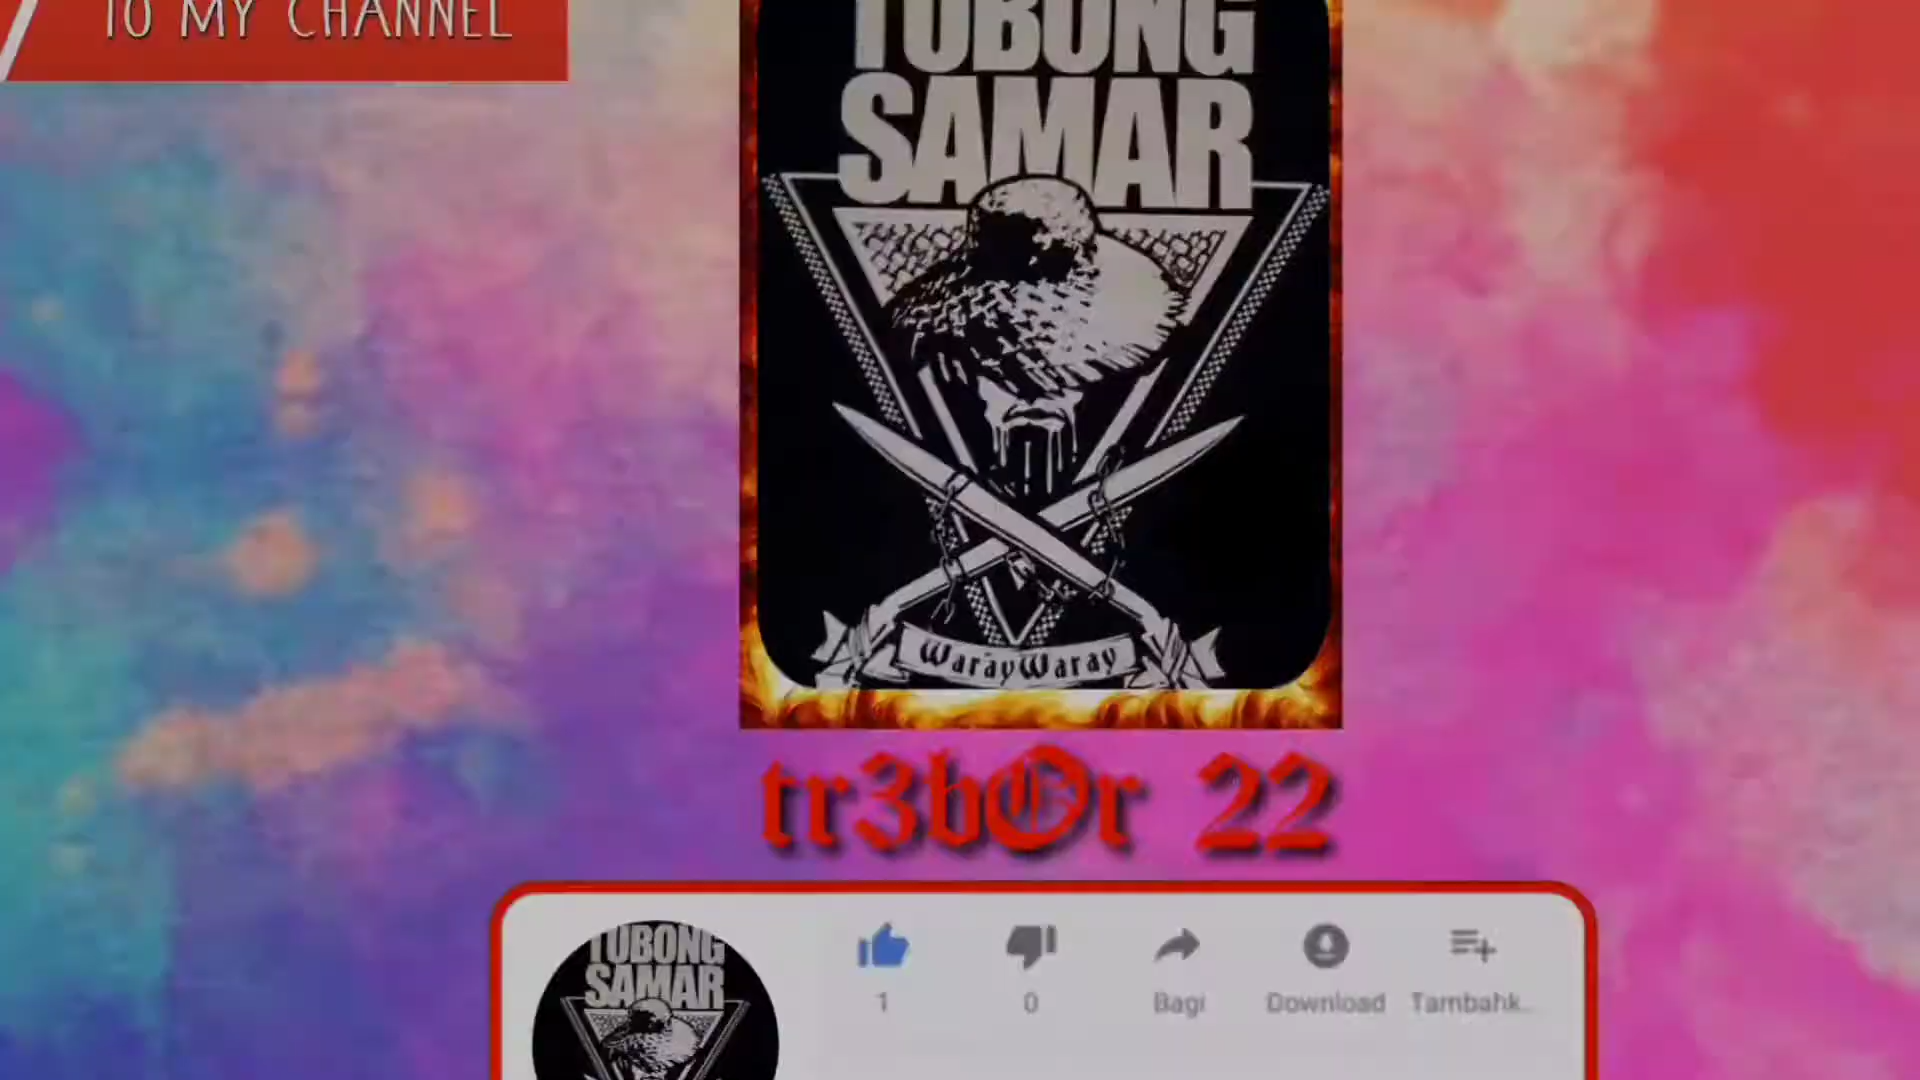 TO MY CHANNEL
TUBONG
SAMAR
WarayWaray
tr3bOr 22
TUBONG
SAMAR
1
0
Bagi
Download
Tambahk...